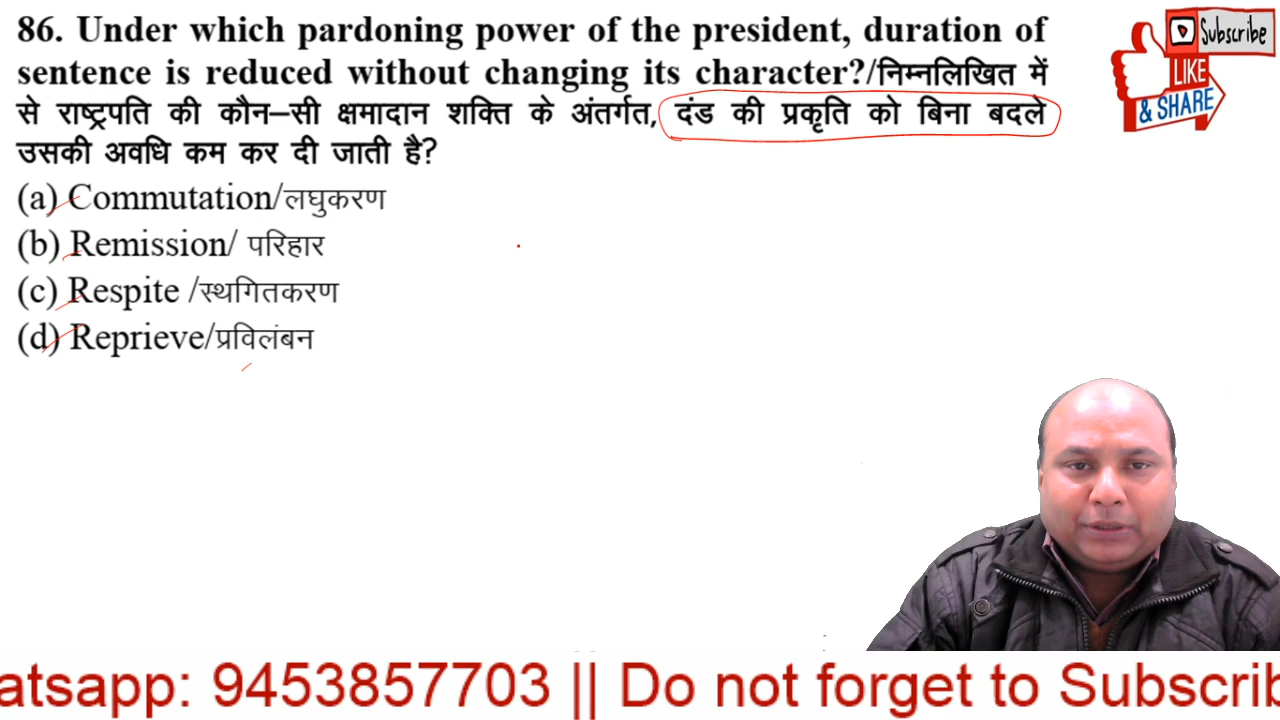 86. Under which pardoning power of the president, duration of
sentence is reduced without changing its character?/निम्नलिखित में
से राष्ट्रपति की कौन–सी क्षमादान शक्ति के अंतर्गत, दंड की प्रकृति को बिना बदले
उसकी अवधि कम कर दी जाती है?
(a) Commutation/लघुकरण
(b) Remission/ परिहार
(c) Respite /स्थगितकरण
(d) Reprieve/प्रविलंबन
Subscribe
LIKE
& SHARE
atsapp: 9453857703 || Do not forget to Subscrib